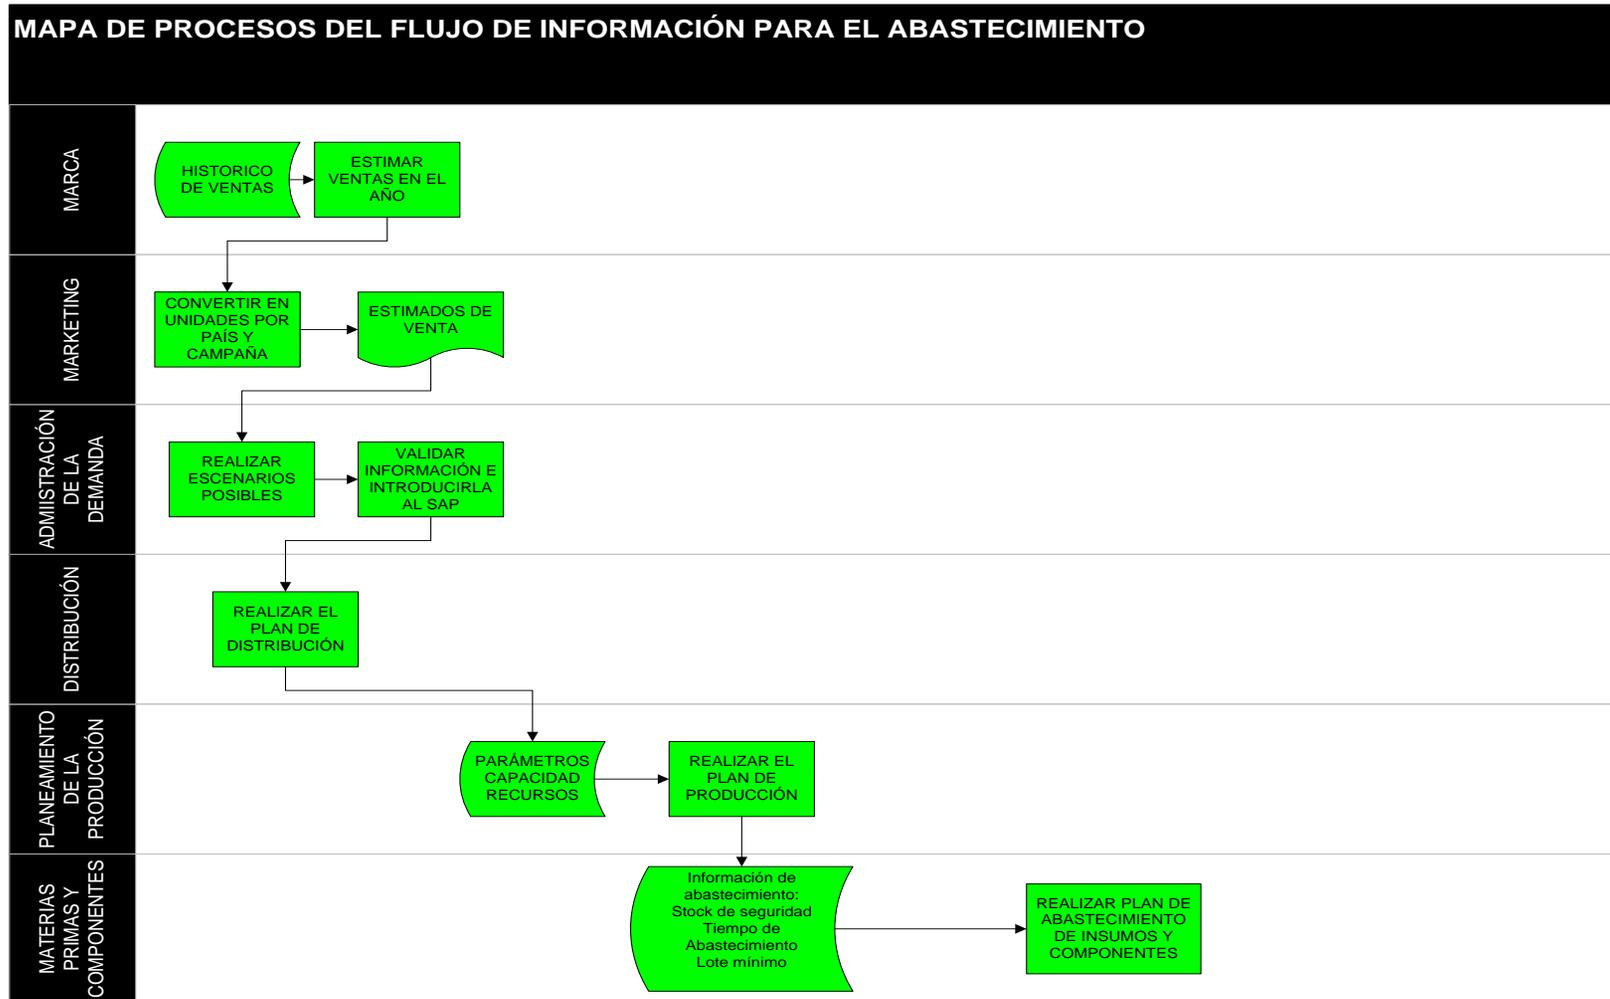 MAPA DE PROCESOS DEL FLUJO DE INFORMACIÓN PARA EL ABASTECIMIENTO
MARCA
HISTORICO
DE VENTAS
ESTIMAR
VENTAS EN EL
AÑO
MARKETING
CONVERTIR EN
UNIDADES POR
PAÍS Y
CAMPAÑA
ESTIMADOS DE
VENTA
ADMISTRACIÓN
DE LA
DEMANDA
REALIZAR
ESCENARIOS
POSIBLES
VALIDAR
INFORMACIÓN E
INTRODUCIRLA
AL SAP
DISTRIBUCIÓN
REALIZAR EL
PLAN DE
DISTRIBUCIÓN
PLANEAMIENTO
DE LA
PRODUCCIÓN
PARÁMETROS
CAPACIDAD
RECURSOS
REALIZAR EL
PLAN DE
PRODUCCIÓN
MATERIAS
PRIMAS Y
COMPONENTES
Información de
abastecimiento:
Stock de seguridad
Tiempo de
Abastecimiento
Lote mínimo
REALIZAR PLAN DE
ABASTECIMIENTO
DE INSUMOS Y
COMPONENTES